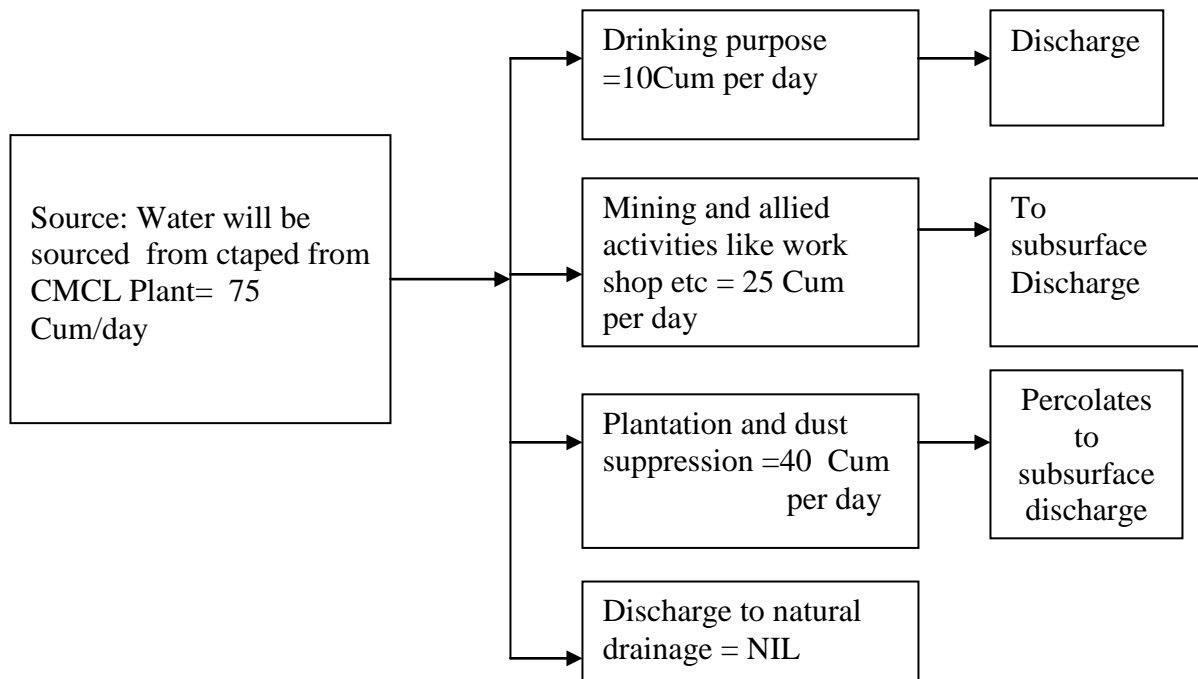 Source: Water will be
sourced from ctaped from
CMCL Plant= 75
Cum/day
Drinking purpose
=10Cum per day
Discharge
Mining and allied
activities like work
shop etc = 25 Cum
per day
To
subsurface
Discharge
Plantation and dust
suppression =40 Cum
per day
Percolates
to
subsurface
discharge
Discharge to natural
drainage = NIL